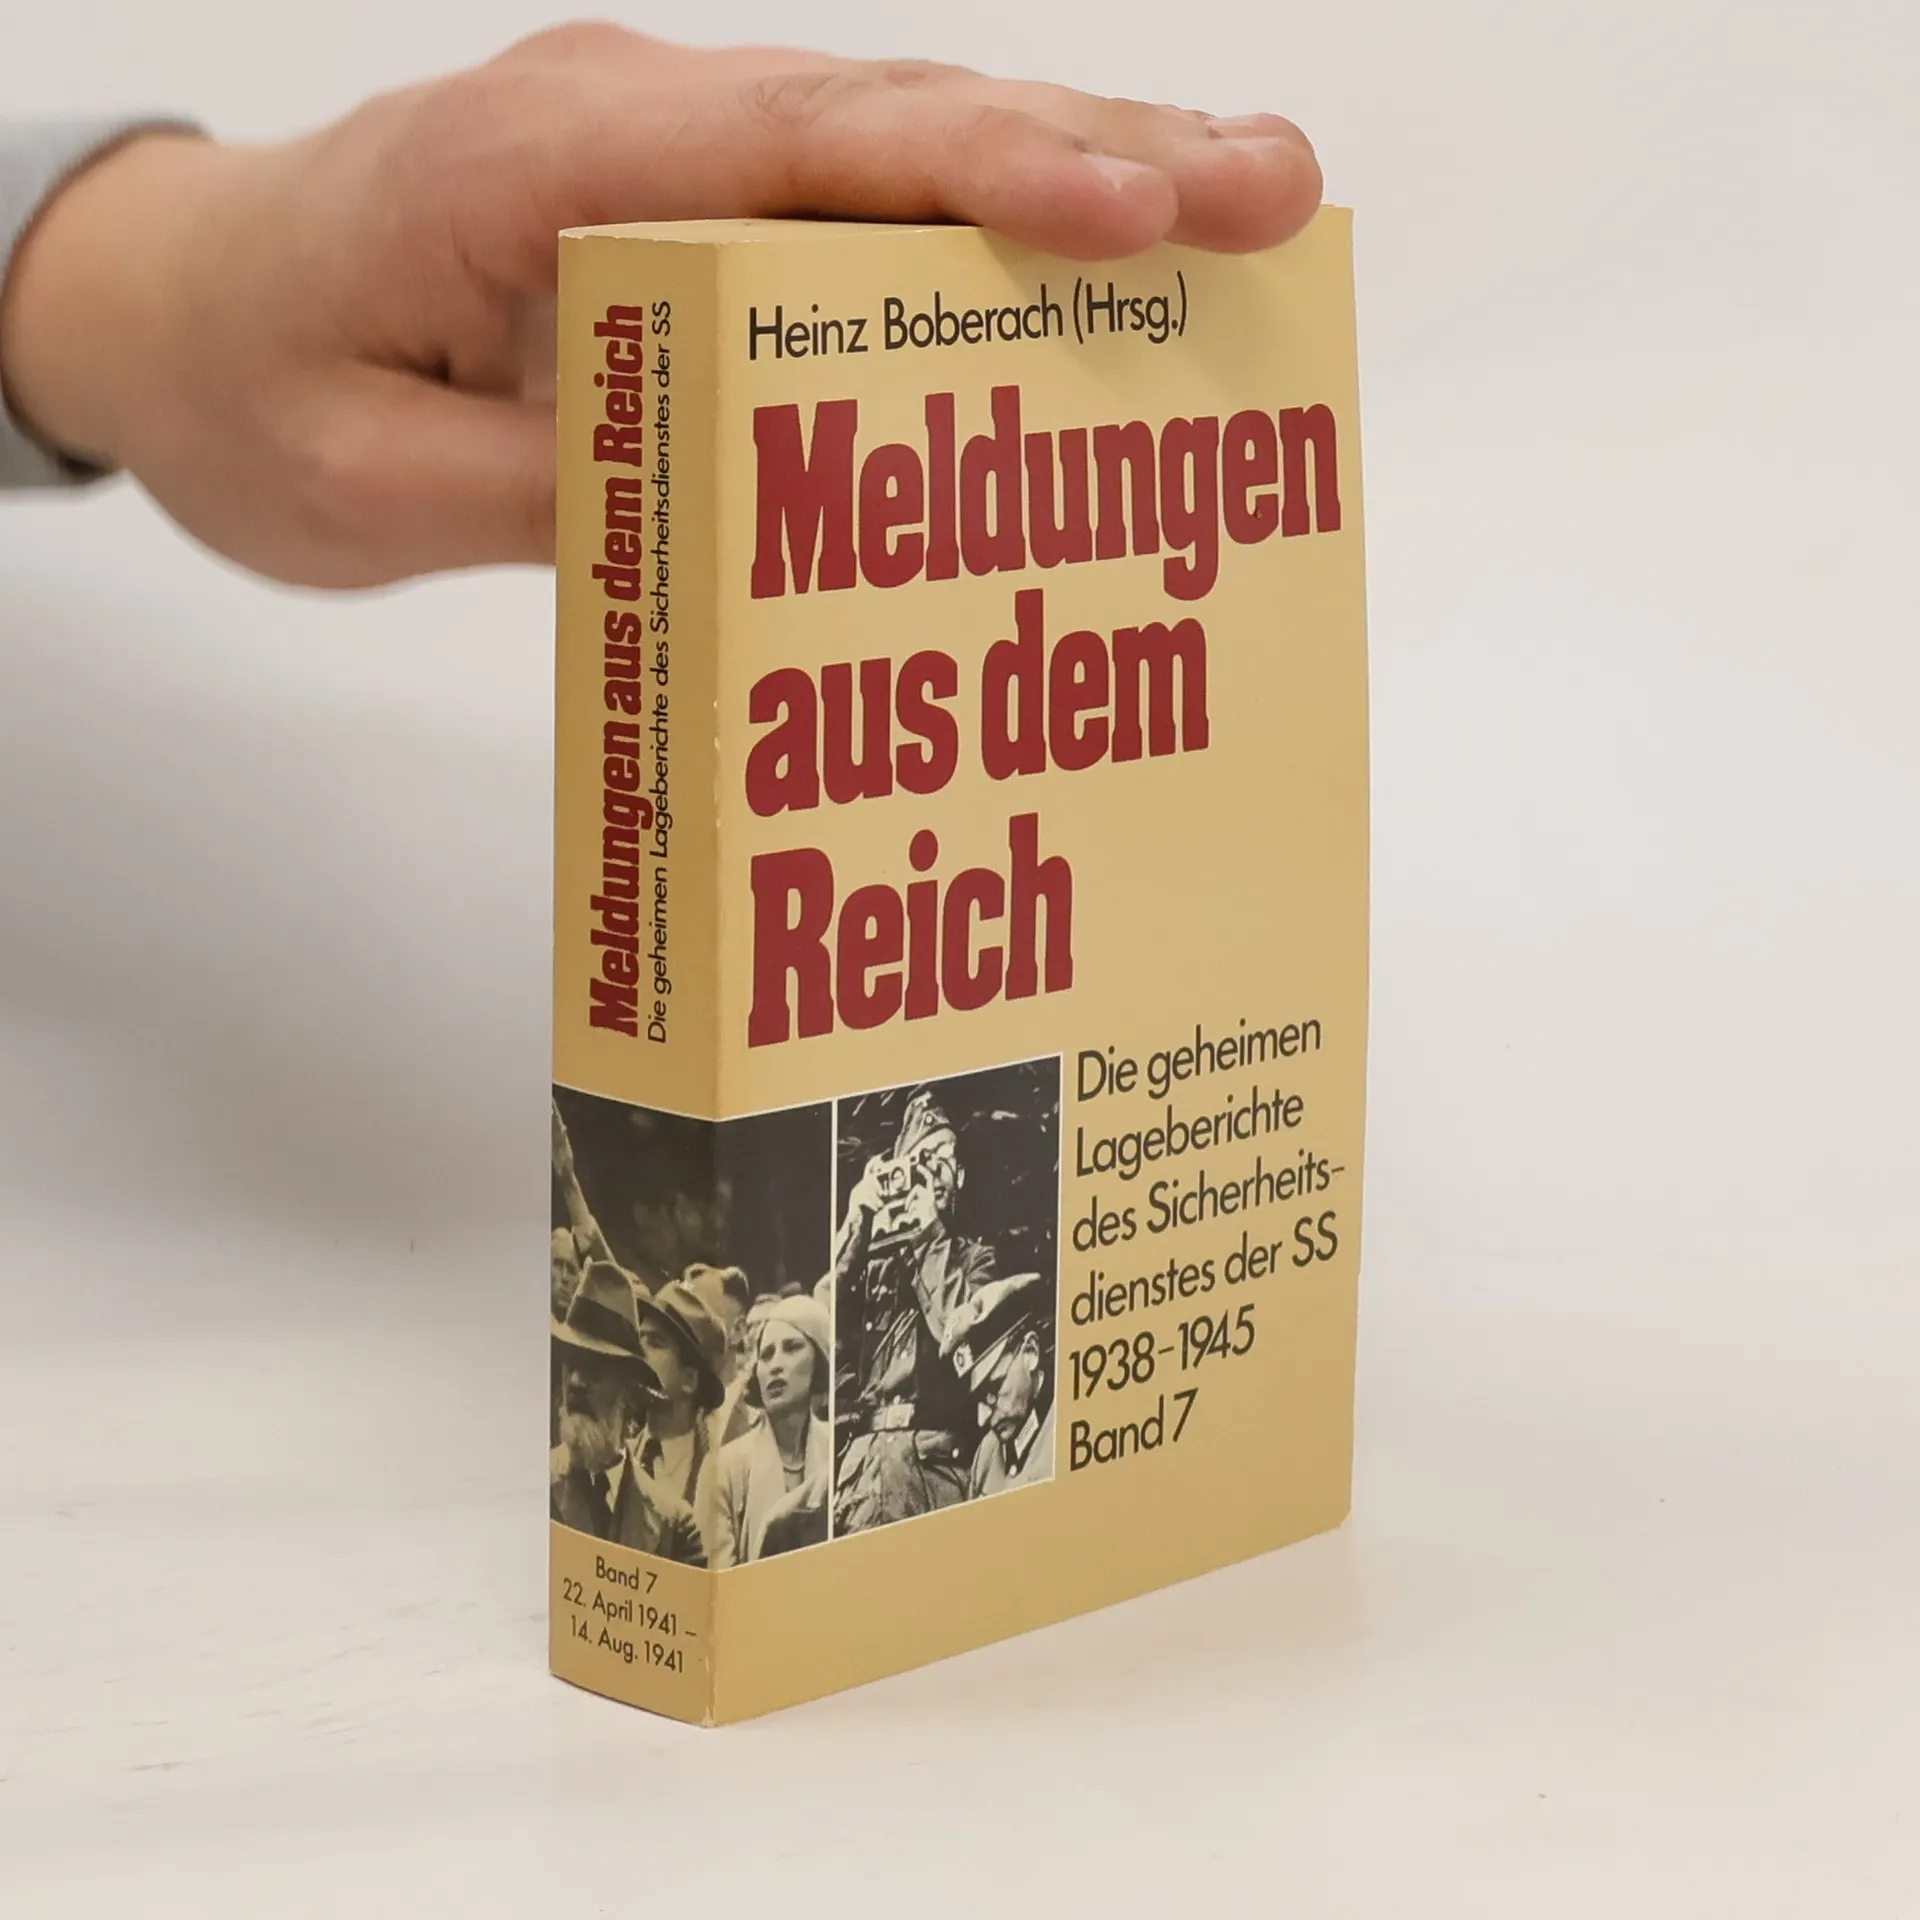 Heinz Boberach (Hrsg.)
Meldungen
aus dem
Reich
Die geheimen
Lageberichte
des Sicherheits-
dienstes der SS
1938-1945
Band 7
Meldungen aus dem Reich
Die geheimen Lageberichte des Sicherheitsdienstes der SS
Band 7
22. April 1941 –
14. Aug. 1941